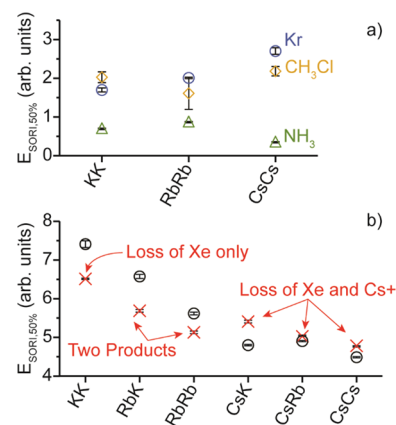 a)
E_SORI,50% (arb. units)
3
2
1
0
Kr
CH₃Cl
NH₃
KK
RbRb
CsCs
b)
E_SORI,50% (arb. units)
8
7
6
5
4
Loss of Xe only
Loss of Xe and Cs+
Two Products
KK
RbK
RbRb
CsK
CsRb
CsCs